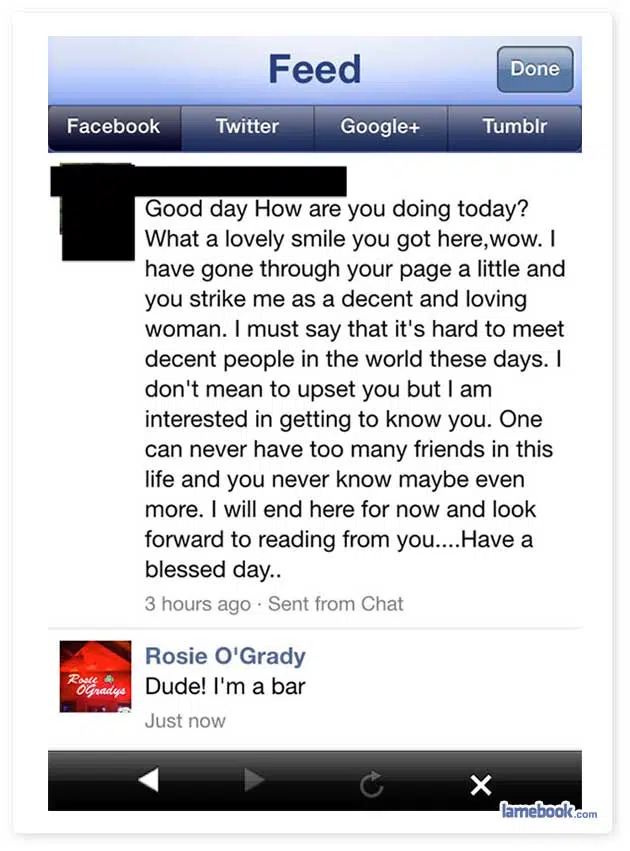 Feed
Done
Facebook
Twitter
Google+
Tumblr
Good day How are you doing today?
What a lovely smile you got here,wow. I
have gone through your page a little and
you strike me as a decent and loving
woman. I must say that it's hard to meet
decent people in the world these days. I
don't mean to upset you but I am
interested in getting to know you. One
can never have too many friends in this
life and you never know maybe even
more. I will end here for now and look
forward to reading from you....Have a
blessed day..
3 hours ago · Sent from Chat
Rosie O'Grady
Rosie
O'Gradys
Dude! I'm a bar
Just now
lamebook.com